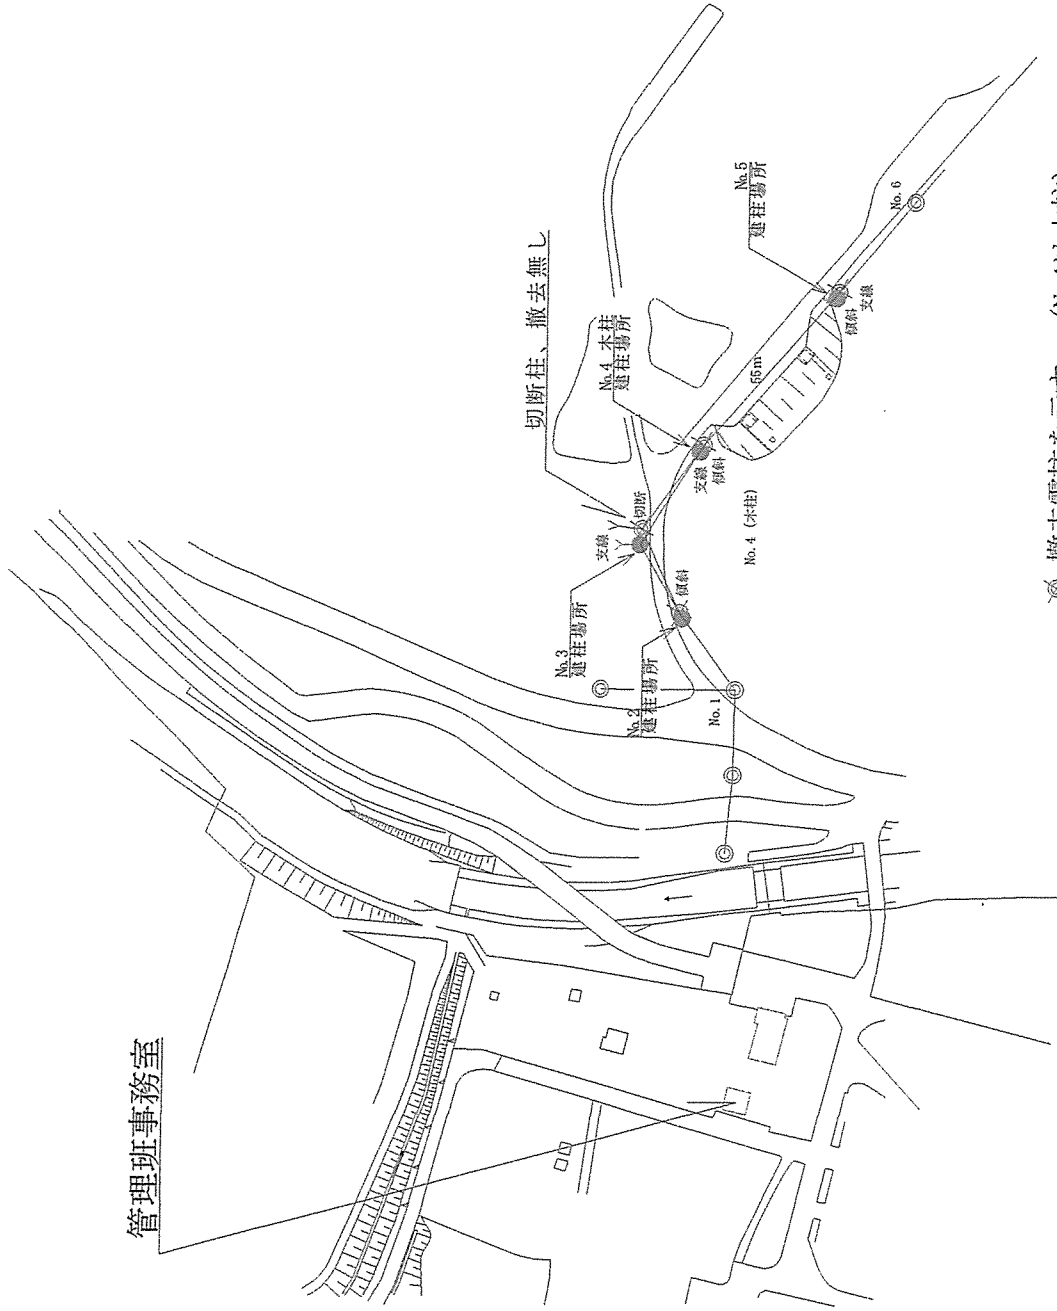 管理班事務室
切断柱、撤去無し
No.5
建柱場所
No.4 木柱
建柱場所
No.3
建柱場所
No.2
建柱場所
No.6
支線
傾斜
55m
支線
傾斜
No.4 (木柱)
切断
支線
傾斜
No.1